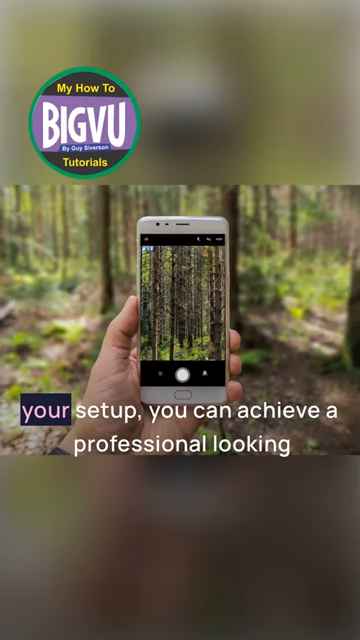 My How To
BIGVU
By Guy Siverson
Tutorials
your setup, you can achieve a
professional looking